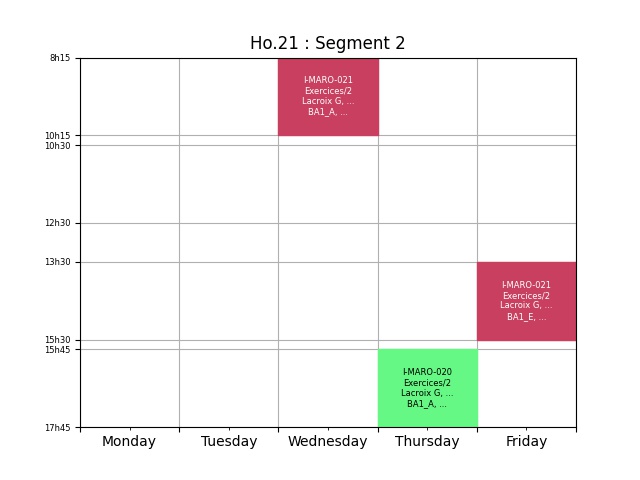 Ho.21 : Segment 2
8h15
I-MARO-021
Exercices/2
Lacroix G, ...
BA1_A, ...
10h15
10h30
12h30
13h30
I-MARO-021
Exercices/2
Lacroix G, ...
BA1_E, ...
15h30
15h45
I-MARO-020
Exercices/2
Lacroix G, ...
BA1_A, ...
17h45
Monday Tuesday Wednesday Thursday Friday